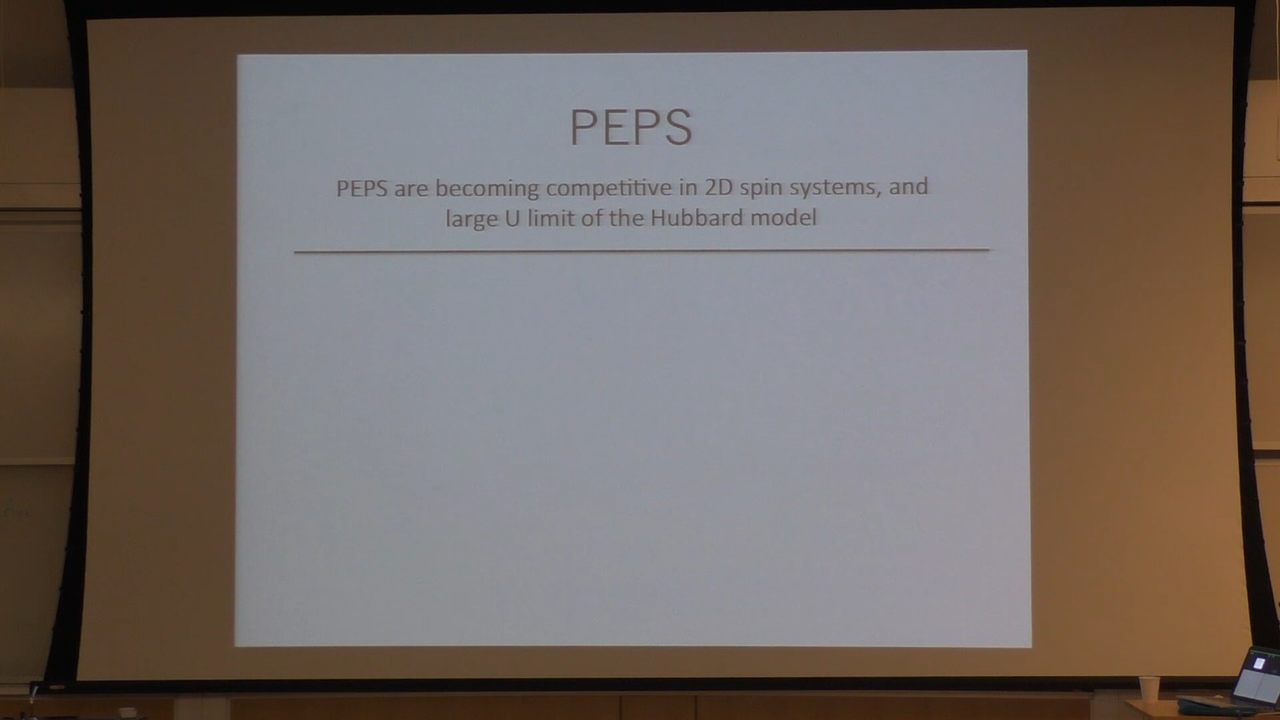 PEPS
PEPS are becoming competitive in 2D spin systems, and
large U limit of the Hubbard model